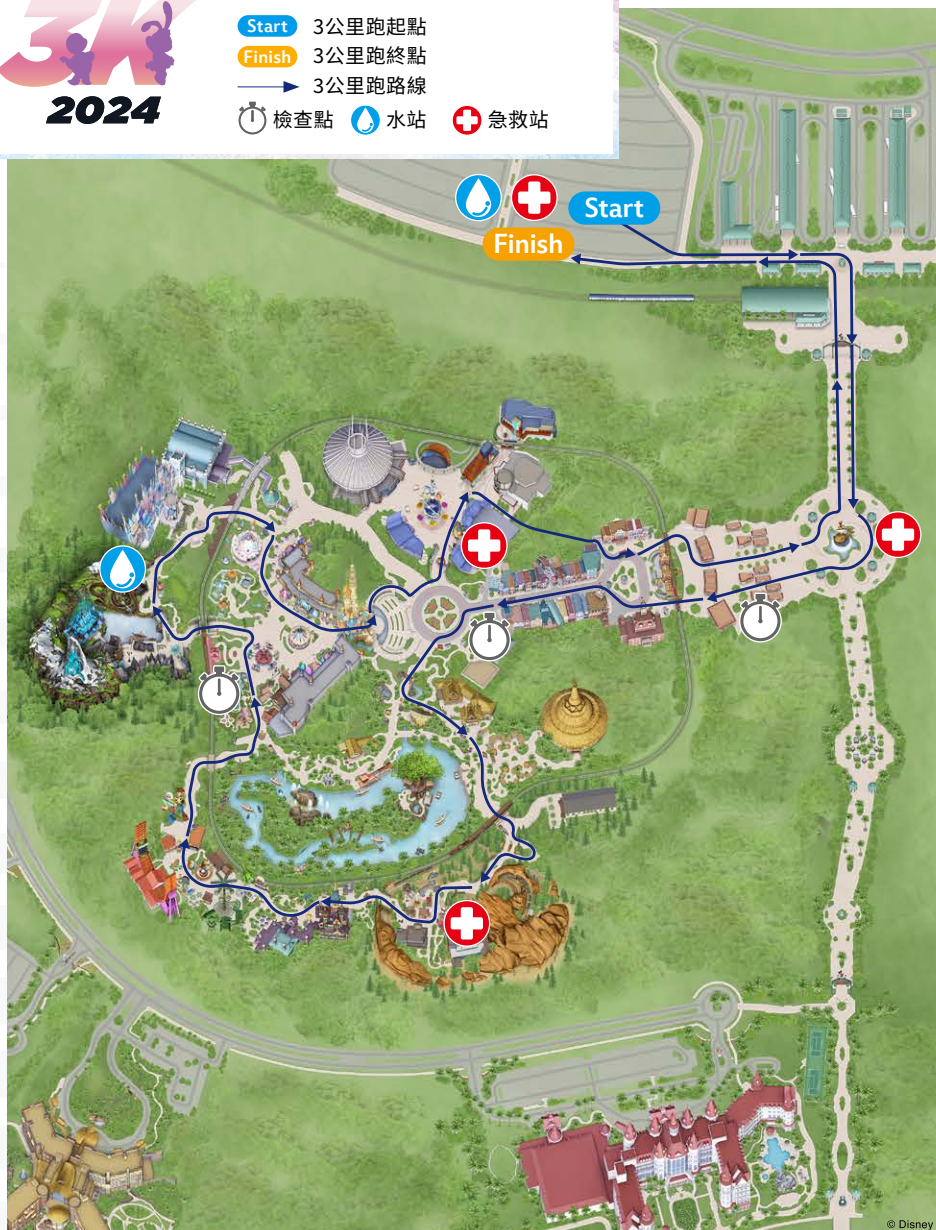 3K
2024
Start 3公里跑起點
Finish 3公里跑終點
3公里跑路線
檢查點 水站 急救站
Start
Finish
© Disney